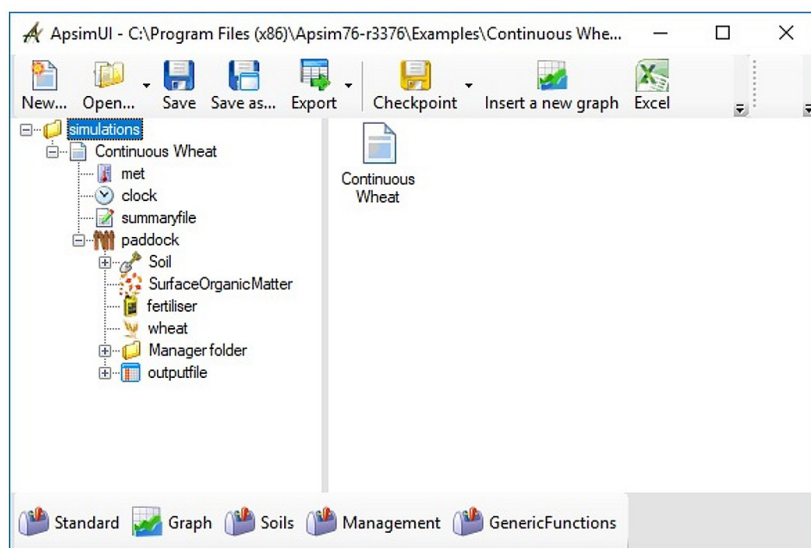 ApsimUI - C:\Program Files (x86)\Apsim76-r3376\Examples\Continuous Whe...
New... Open... Save Save as... Export Checkpoint Insert a new graph Excel
simulations
Continuous Wheat
met
clock
summaryfile
paddock
Soil
SurfaceOrganicMatter
fertiliser
wheat
Manager folder
outputfile
Continuous
Wheat
Standard Graph Soils Management GenericFunctions